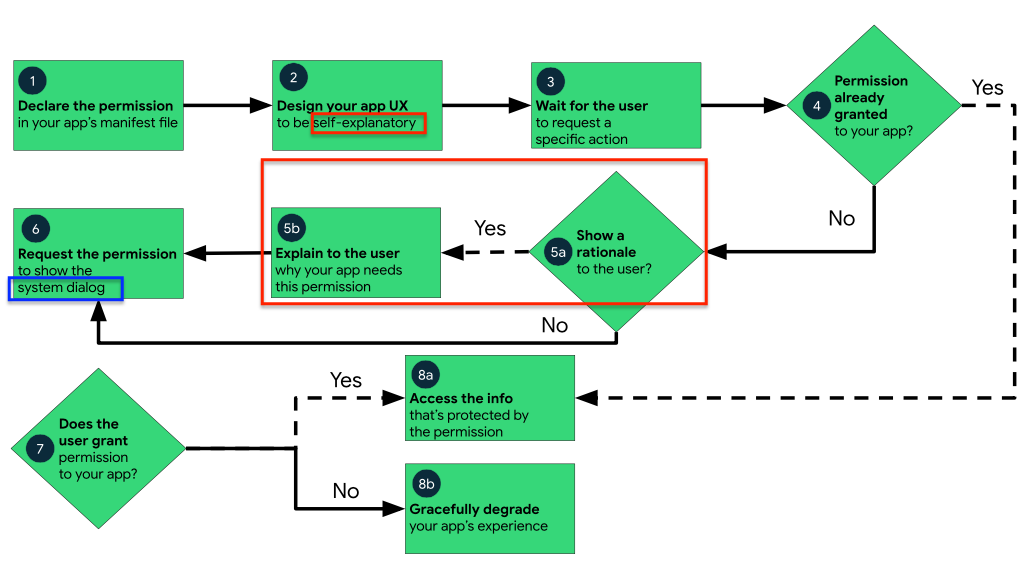 1
Declare the permission
in your app's manifest file
2
Design your app UX
to be self-explanatory
3
Wait for the user
to request a
specific action
4
Permission
already
granted
to your app?
Yes
No
5a
Show a
rationale
to the user?
Yes
5b
Explain to the user
why your app needs
this permission
6
Request the permission
to show the
system dialog
No
7
Does the
user grant
permission
to your app?
Yes
8a
Access the info
that's protected by
the permission
No
8b
Gracefully degrade
your app's experience